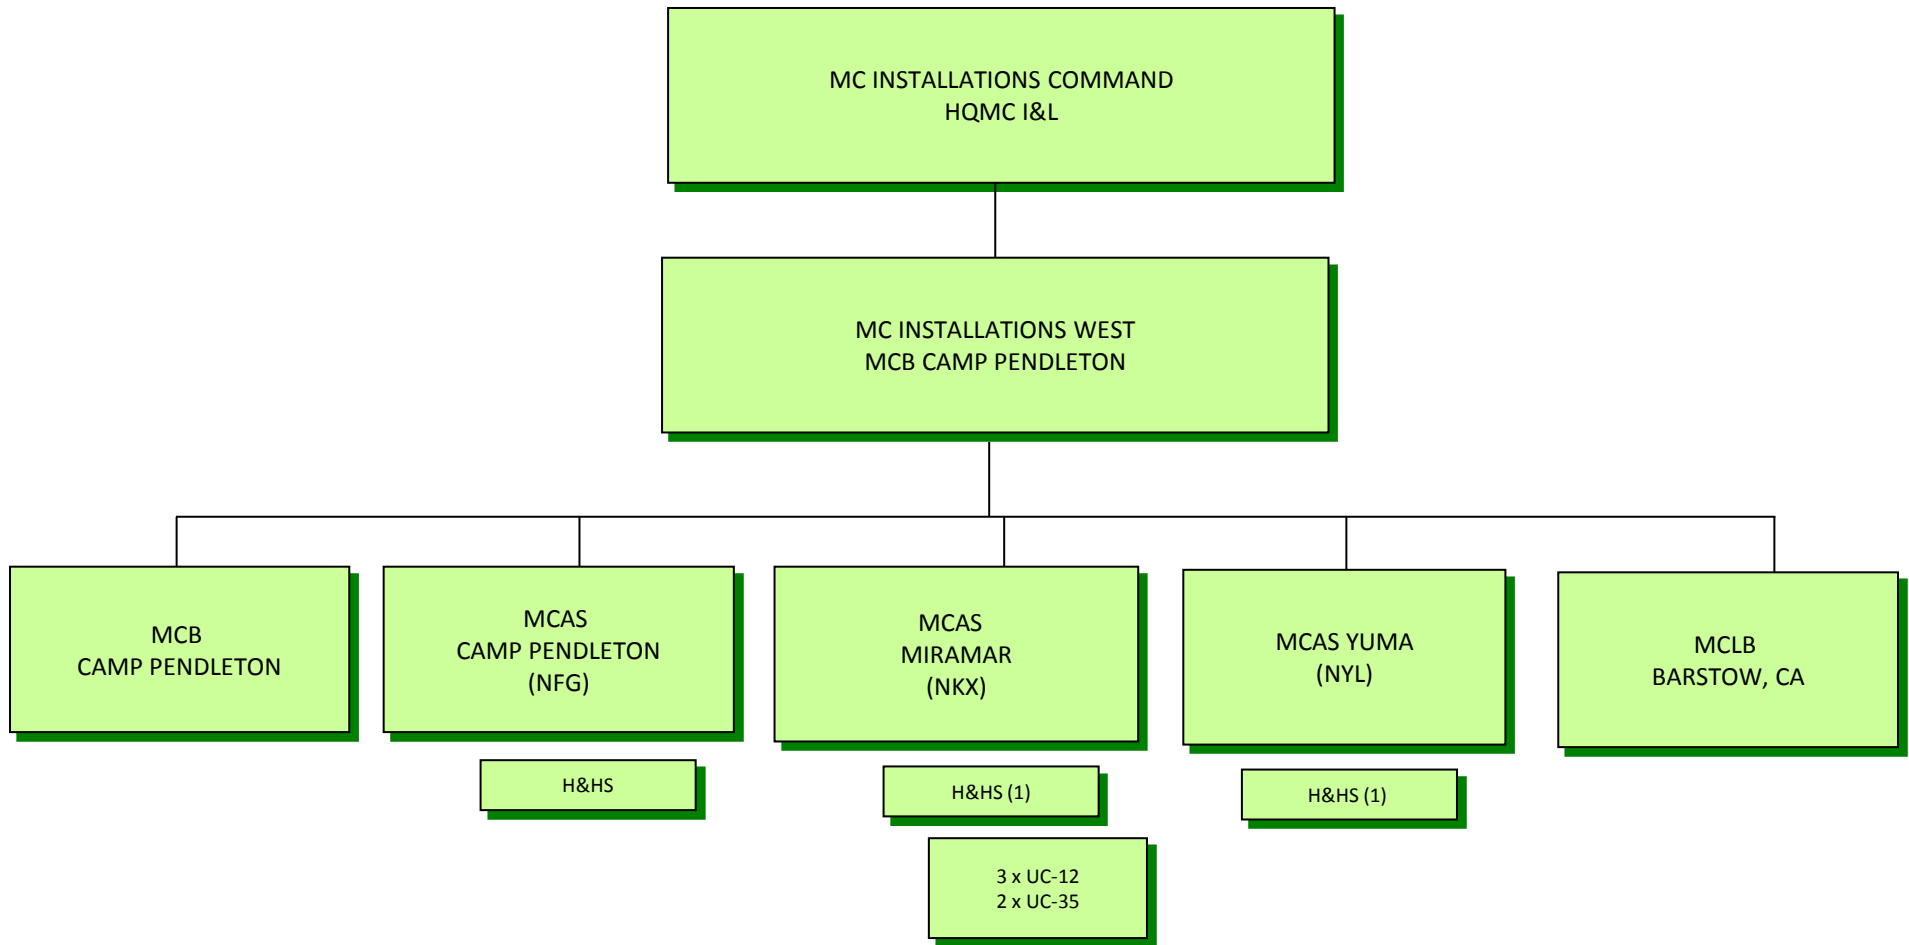 MC INSTALLATIONS COMMAND
HQMC I&L
MC INSTALLATIONS WEST
MCB CAMP PENDLETON
MCB
CAMP PENDLETON
MCAS
CAMP PENDLETON
(NFG)
MCAS
MIRAMAR
(NKX)
MCAS YUMA
(NYL)
MCLB
BARSTOW, CA
H&HS
H&HS (1)
H&HS (1)
3 x UC-12
2 x UC-35